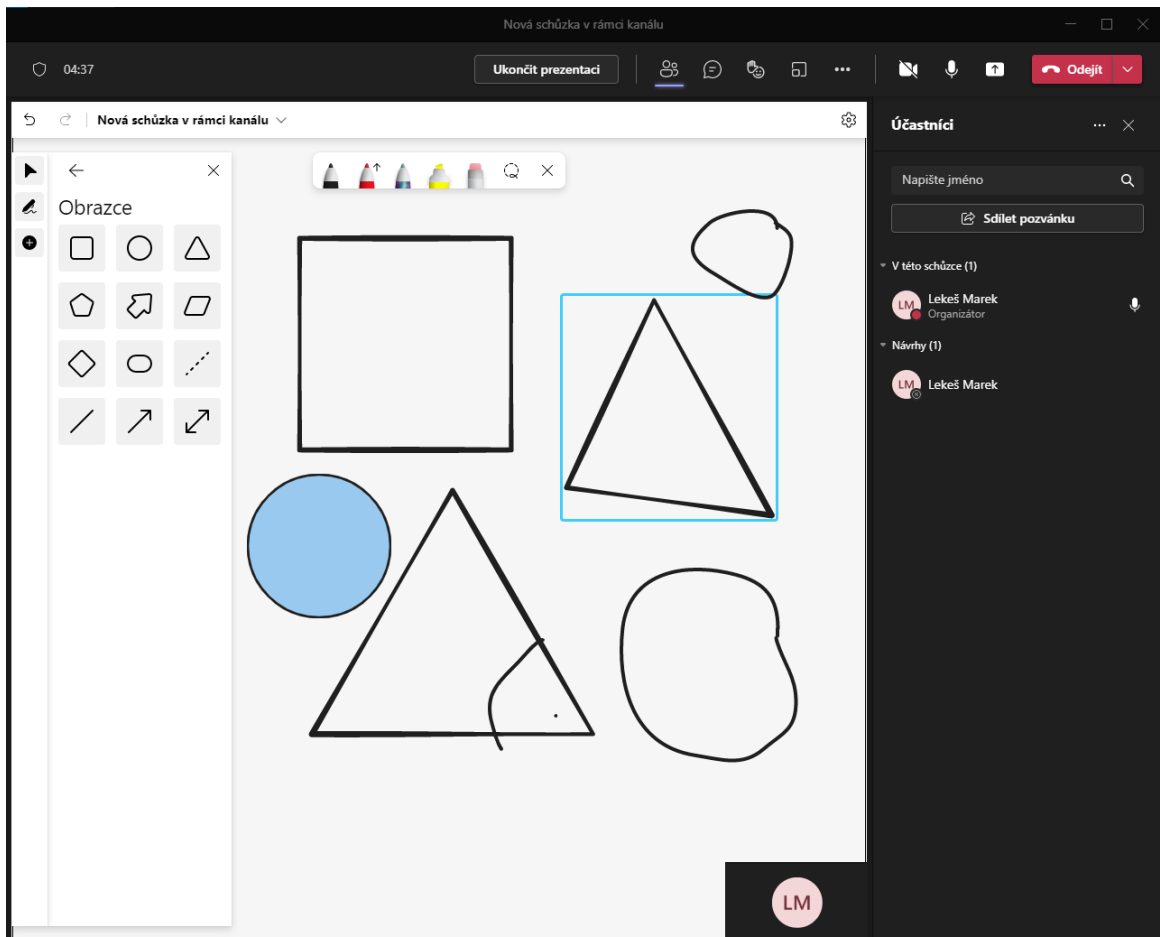 Nová schůzka v rámci kanálu
04:37
Ukončit prezentaci
Odejít
Nová schůzka v rámci kanálu
Obrazce
Účastníci
Napište jméno
Sdílet pozvánku
V této schůzce (1)
LM
Lekeš Marek
Organizátor
Návrhy (1)
LM
Lekeš Marek
LM